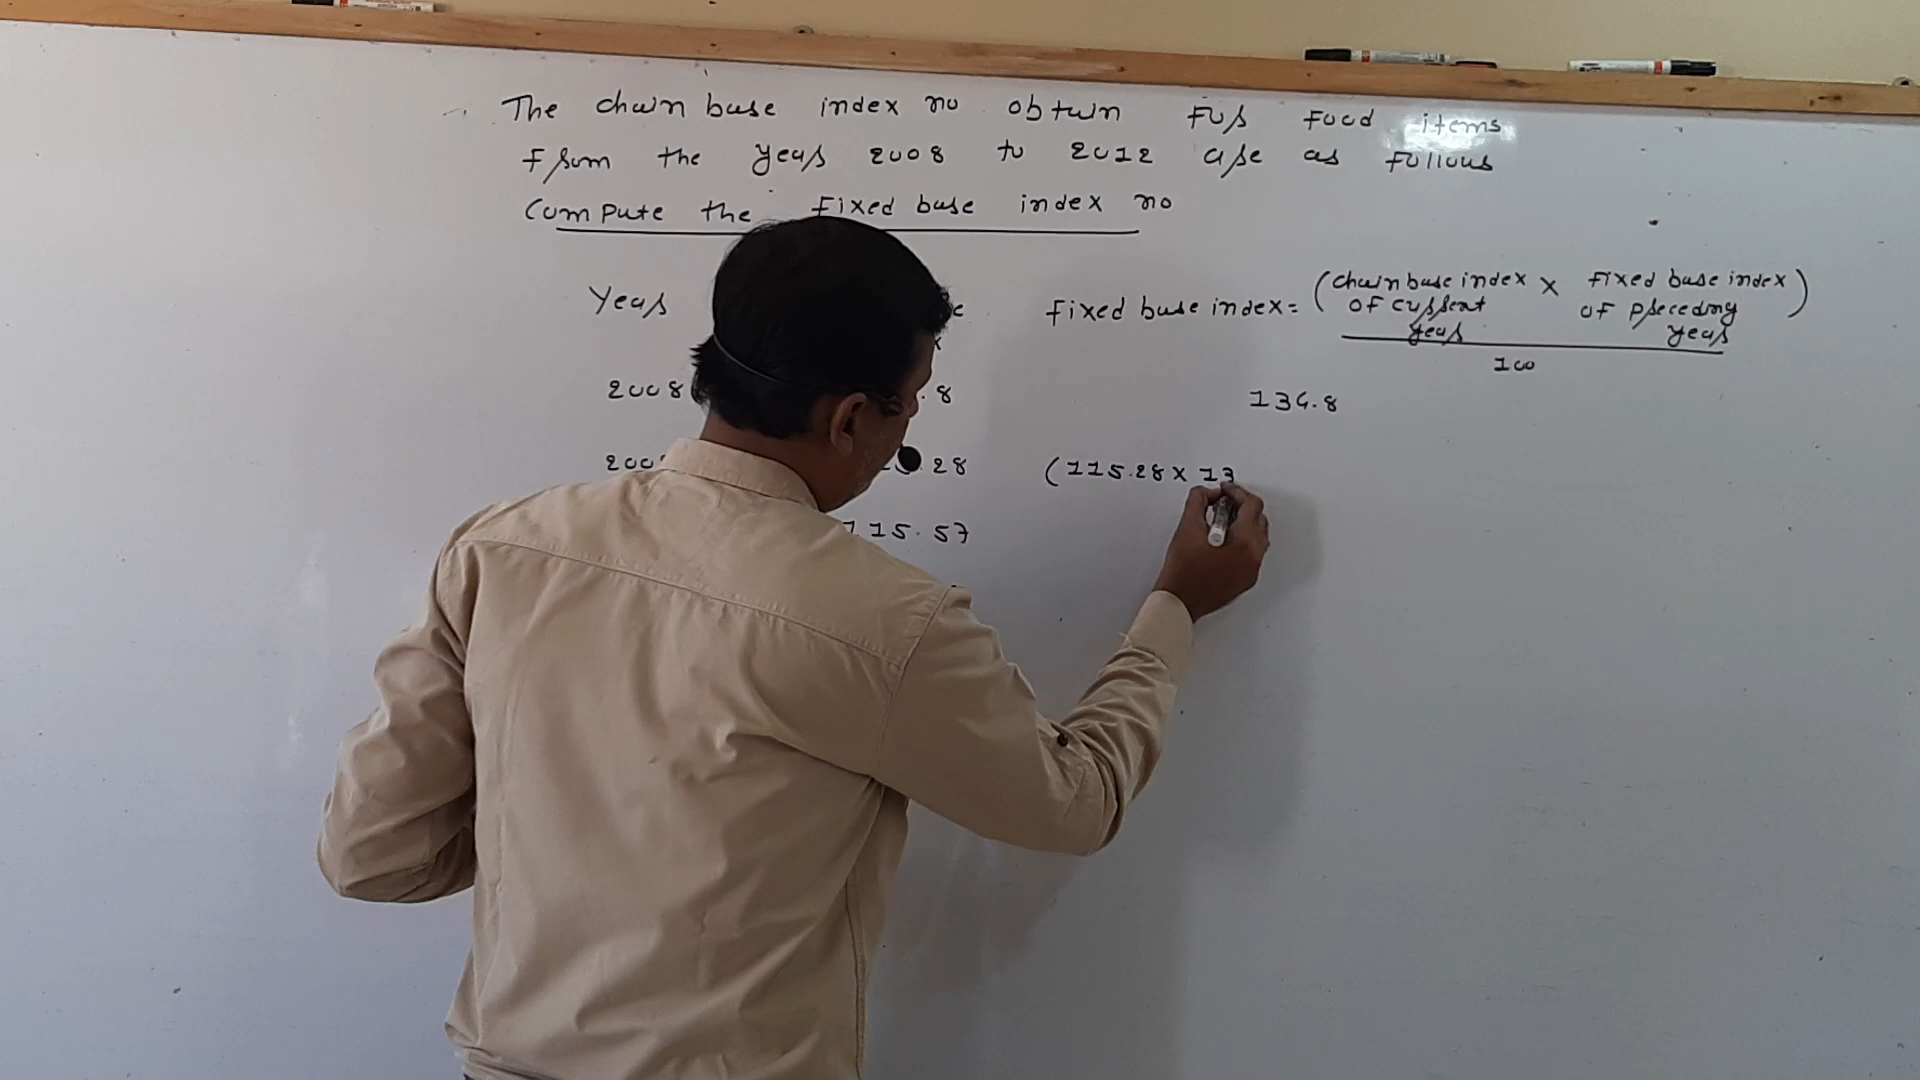 The chain base index no obtain For Food items
From the year 2008 to 2012 are as follows
Compute the Fixed base index no
Year
Fixed base index = (chain base index of current year × Fixed base index of preceding year)
100
2008 .8 134.8
200 .28 (115.28 × 13
115.57